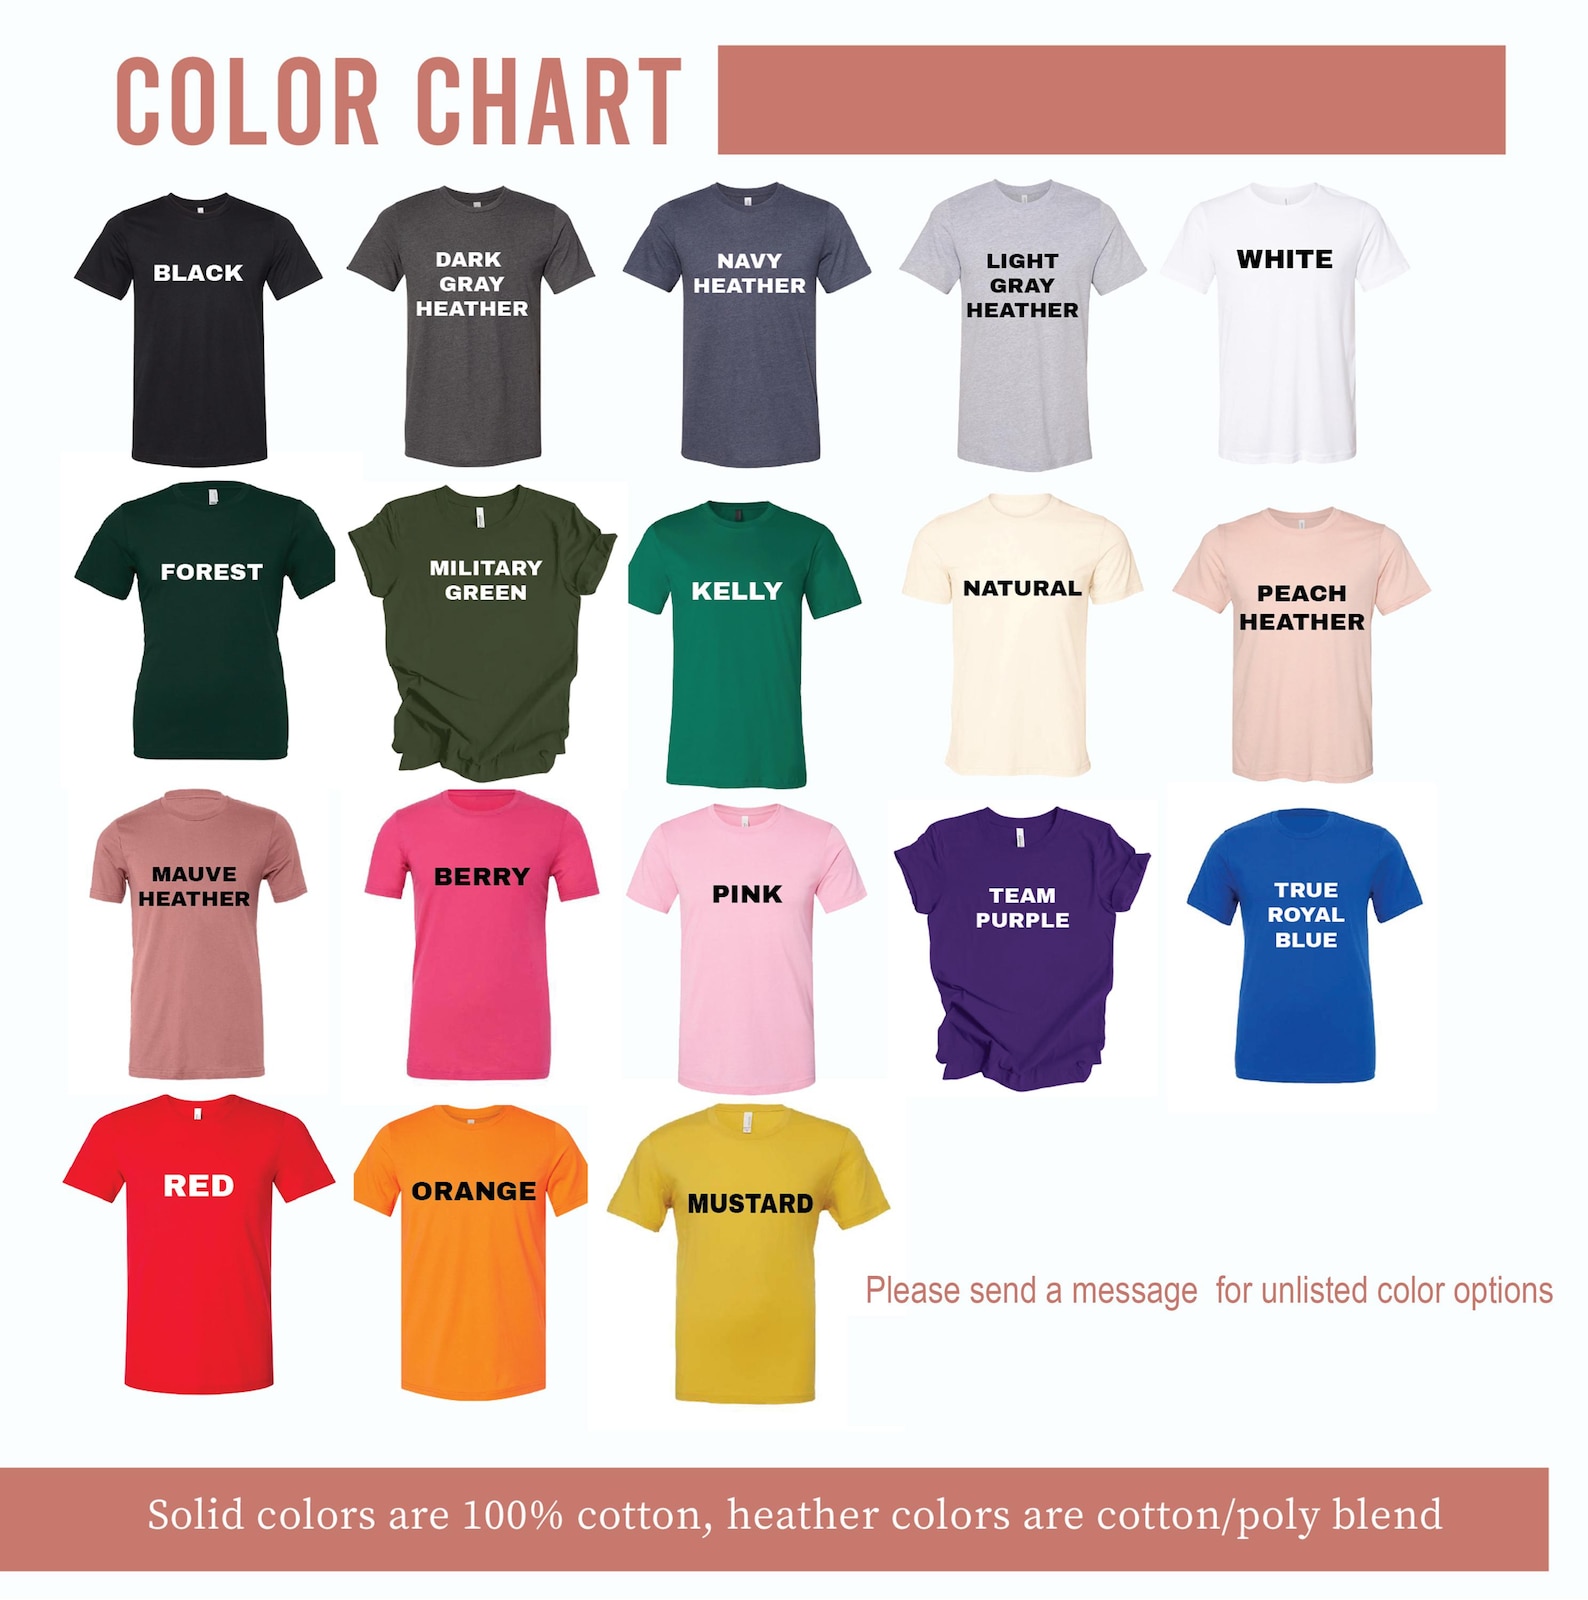 COLOR CHART
BLACK
DARK
GRAY
HEATHER
NAVY
HEATHER
LIGHT
GRAY
HEATHER
WHITE
FOREST
MILITARY
GREEN
KELLY
NATURAL
PEACH
HEATHER
MAUVE
HEATHER
BERRY
PINK
TEAM
PURPLE
TRUE
ROYAL
BLUE
RED
ORANGE
MUSTARD
Please send a message for unlisted color options
Solid colors are 100% cotton, heather colors are cotton/poly blend